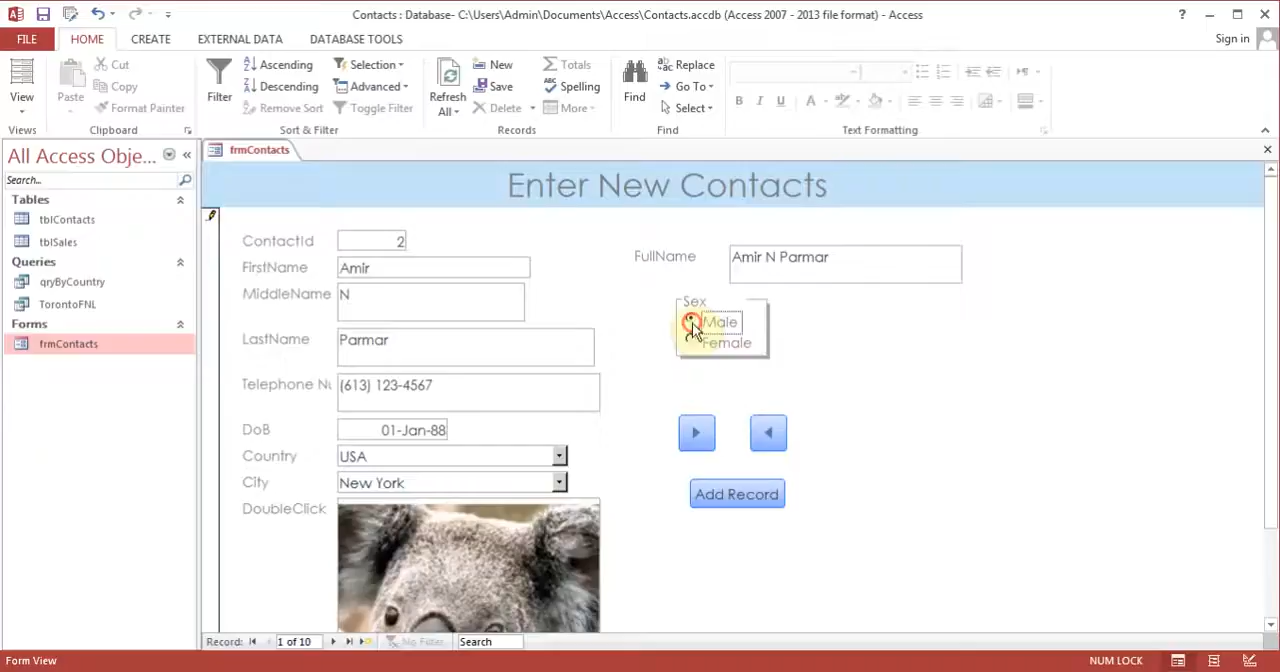 Contacts : Database- C:\Users\Admin\Documents\Access\Contacts.accdb (Access 2007 - 2013 file format) - Access
FILE HOME CREATE EXTERNAL DATA DATABASE TOOLS Sign in
View Paste Cut Copy Format Painter
Filter Ascending Descending Remove Sort Selection Advanced Toggle Filter
Refresh All New Save Delete Totals Spelling More
Find Replace Go To Select
B I U A
Views Clipboard Sort & Filter Records Find Text Formatting
All Access Obje...
Search...
Tables
tblContacts
tblSales
Queries
qryByCountry
TorontoFNL
Forms
frmContacts
frmContacts
Enter New Contacts
ContactId 2
FirstName Amir
MiddleName N
LastName Parmar
Telephone Nu (613) 123-4567
DoB 01-Jan-88
Country USA
City New York
DoubleClick
FullName Amir N Parmar
Sex
Male
Female
Add Record
Record: 1 of 10 No Filter Search
Form View NUM LOCK